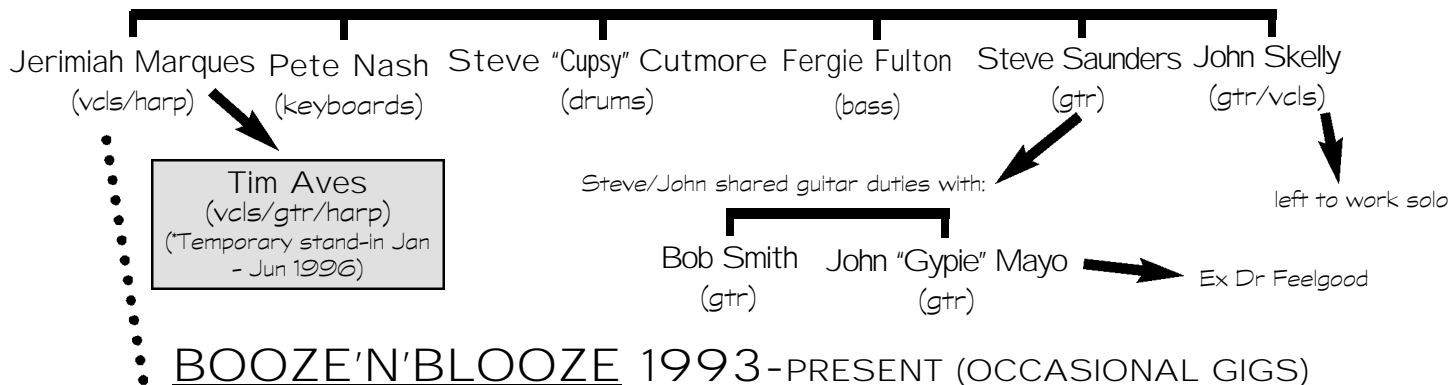 Jerimiah Marques
(vcls/harp)
Pete Nash
(keyboards)
Steve “Cupsy” Cutmore
(drums)
Fergie Fulton
(bass)
Steve Saunders
(gtr)
John Skelly
(gtr/vcls)
Tim Aves
(vcls/gtr/harp)
(*Temporary stand-in Jan
- Jun 1996)
Steve/John shared guitar duties with:
left to work solo
Bob Smith
(gtr)
John “Gypie” Mayo
(gtr)
Ex Dr Feelgood
BOOZE'N'BLOOZE 1993-PRESENT (OCCASIONAL GIGS)